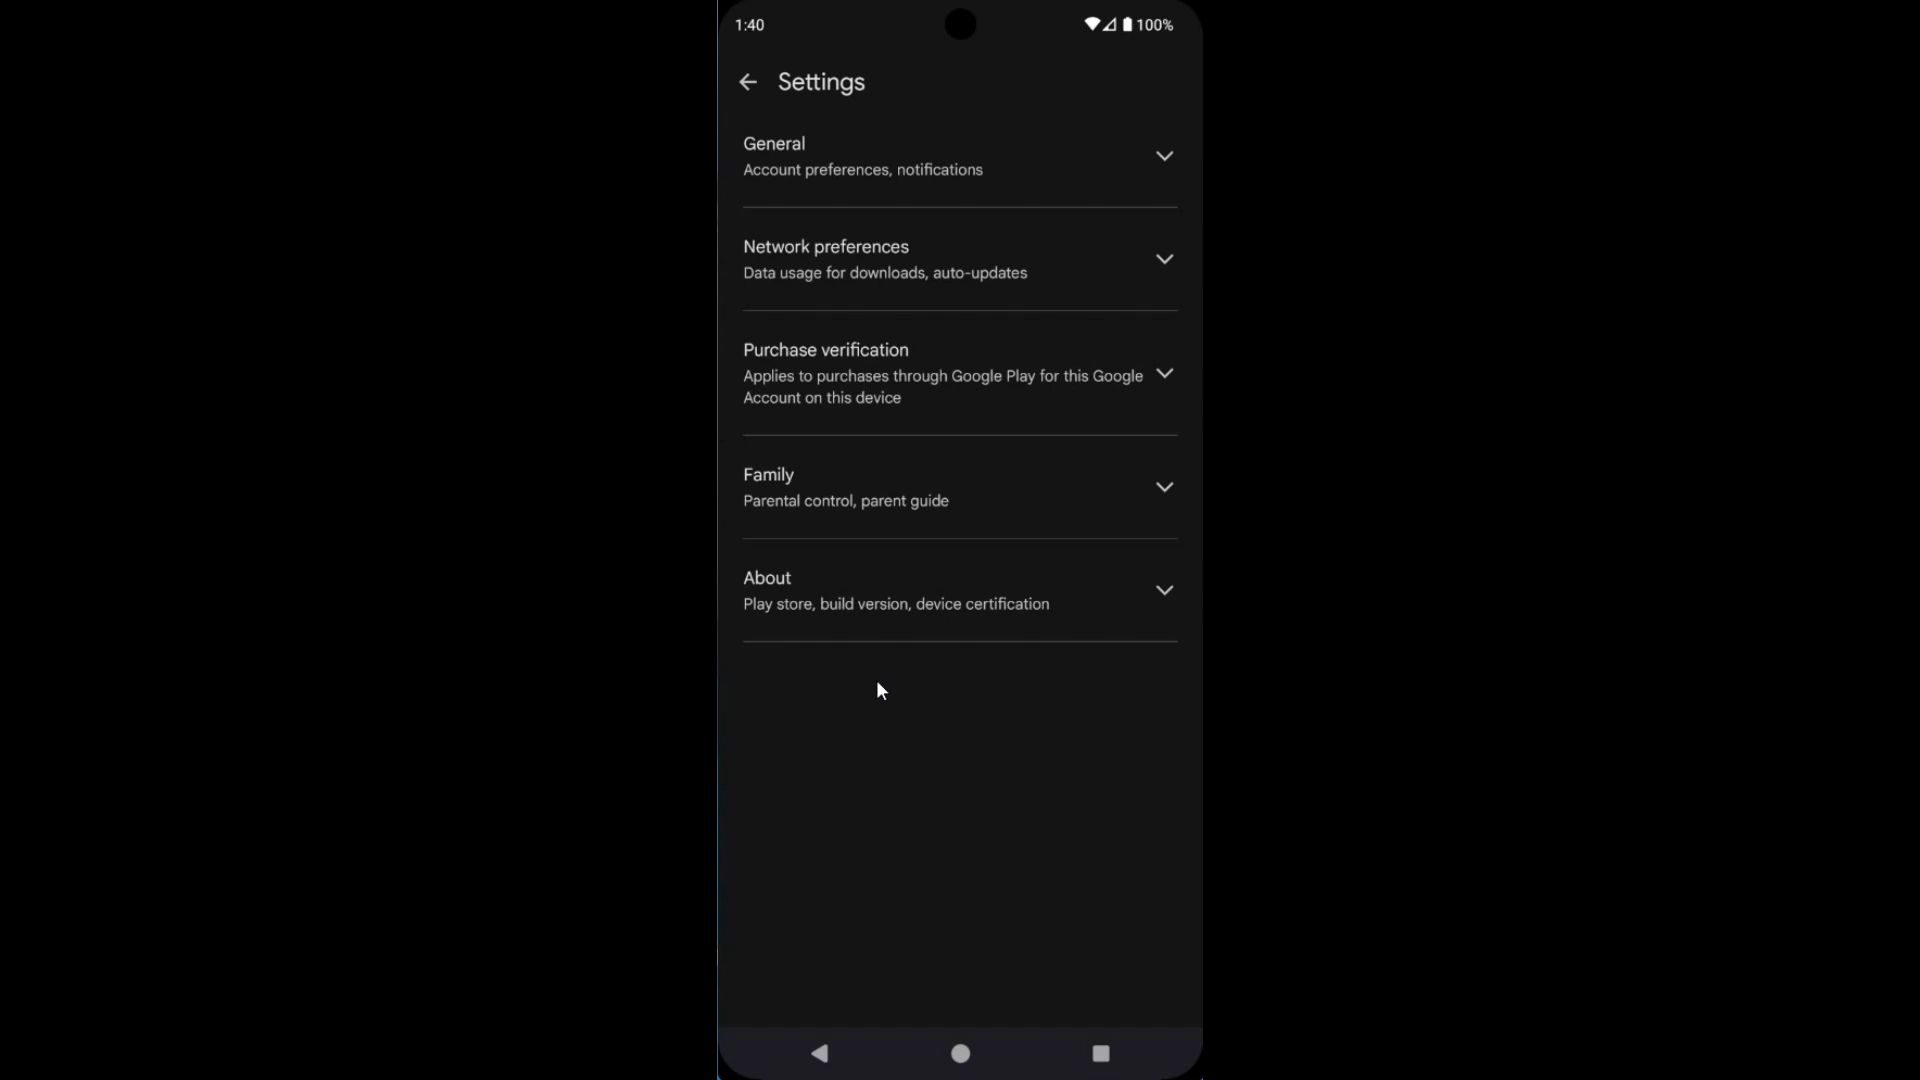 1:40
100%
Settings
General
Account preferences, notifications
Network preferences
Data usage for downloads, auto-updates
Purchase verification
Applies to purchases through Google Play for this Google
Account on this device
Family
Parental control, parent guide
About
Play store, build version, device certification